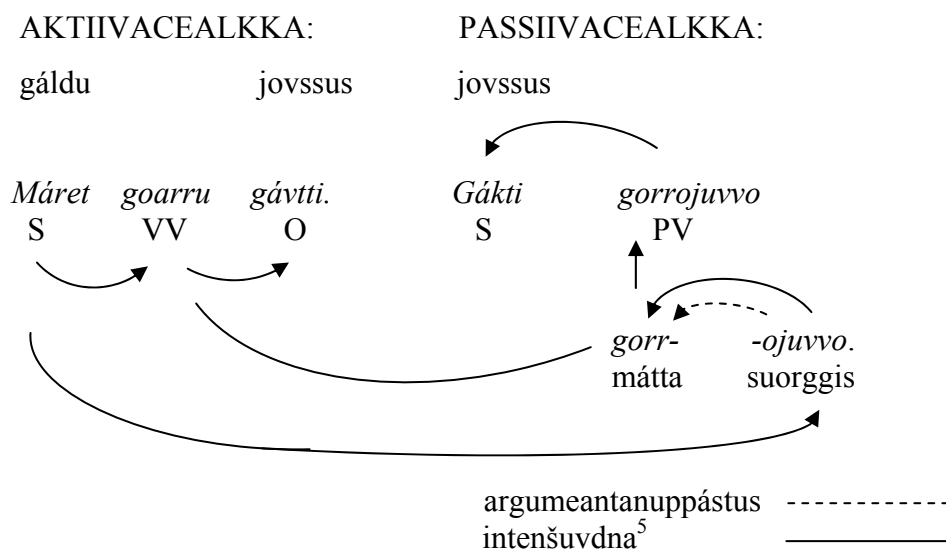 AKTIIVACEALKKA: PASSIIVACEALKKA:
gáldu jovssus jovssus
Máret goarru gávtti. Gákti gorrojuvvo
S VV O S PV
gorr- -ojuvvo.
mátta suorggis
argumeantanuppástus
intenšuvdna5